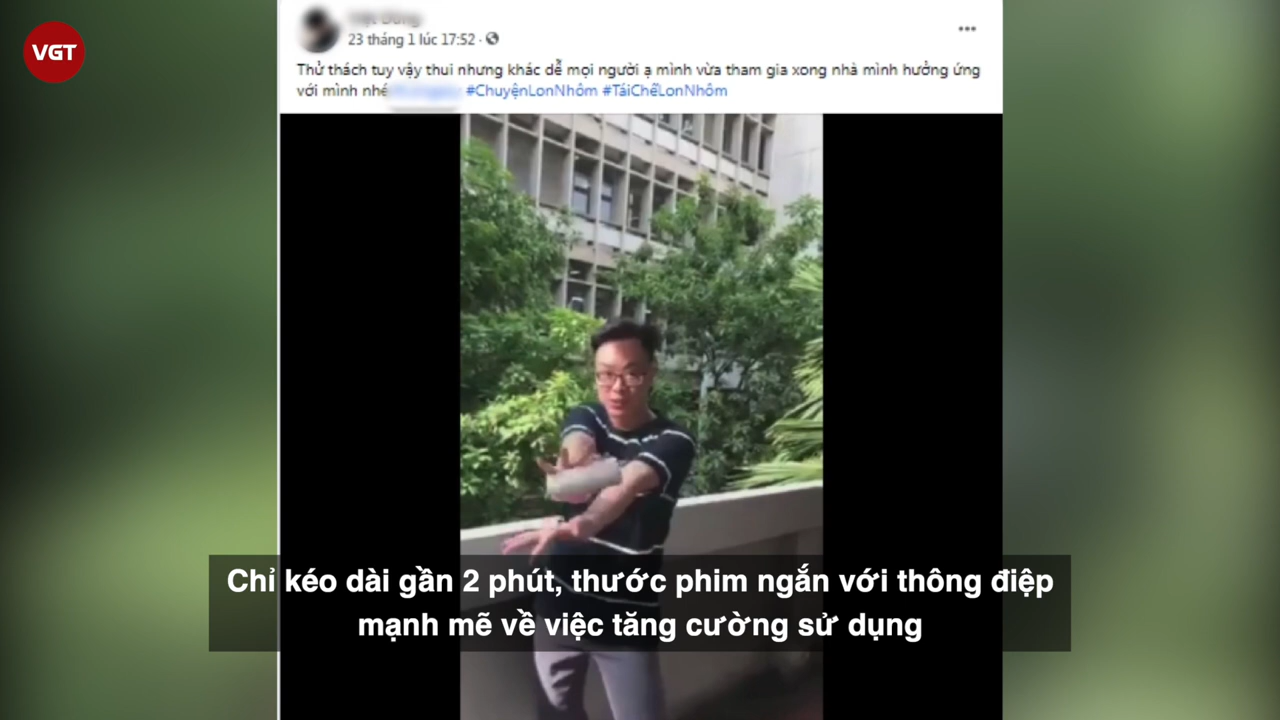 VGT
23 tháng 1 lúc 17:52 ·
Thử thách tuy vậy thui nhưng khác dễ mọi người ạ mình vừa tham gia xong nhà mình hưởng ứng
với mình nhé #ChuyệnLonNhôm #TáiChếLonNhôm
Chỉ kéo dài gần 2 phút, thước phim ngắn với thông điệp
mạnh mẽ về việc tăng cường sử dụng